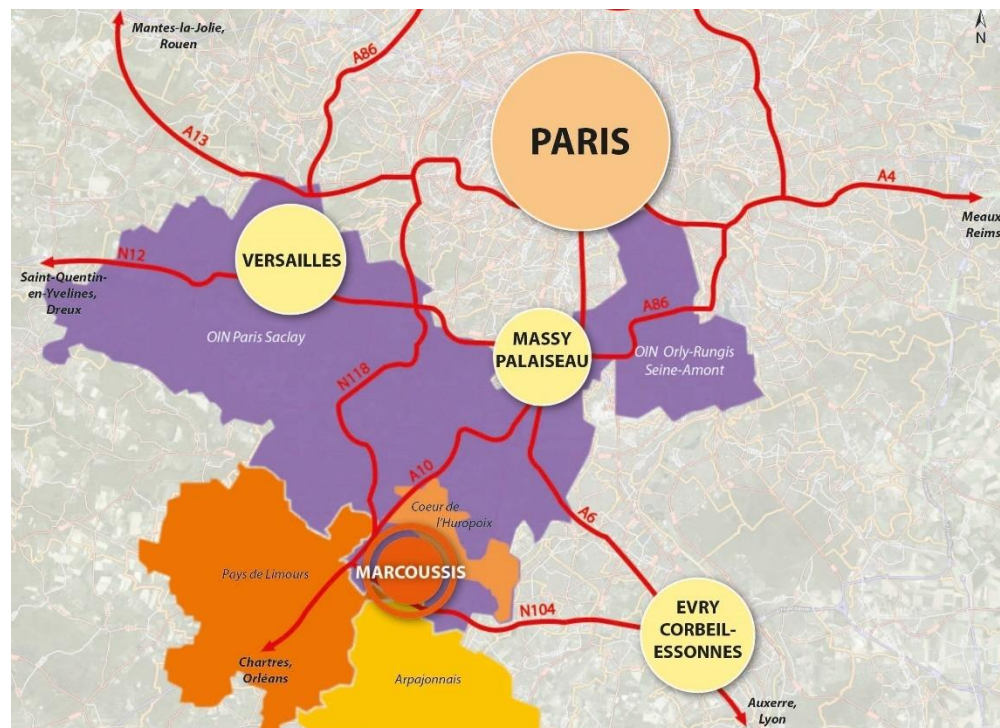 Mantes-la-Jolie,
Rouen
A86
N
A13
PARIS
A4
Meaux
Reims
N12
VERSAILLES
Saint-Quentin-
en-Yvelines,
Dreux
A86
OIN Paris Saclay
MASSY
PALAISEAU
OIN Orly-Rungis
Seine-Amont
N118
A10
Coeur de
l'Huropoix
A6
Pays de Limours
MARCOUSSIS
N104
EVRY
CORBEIL-
ESSONNES
Chartres,
Orléans
Arpajonnais
Auxerre,
Lyon